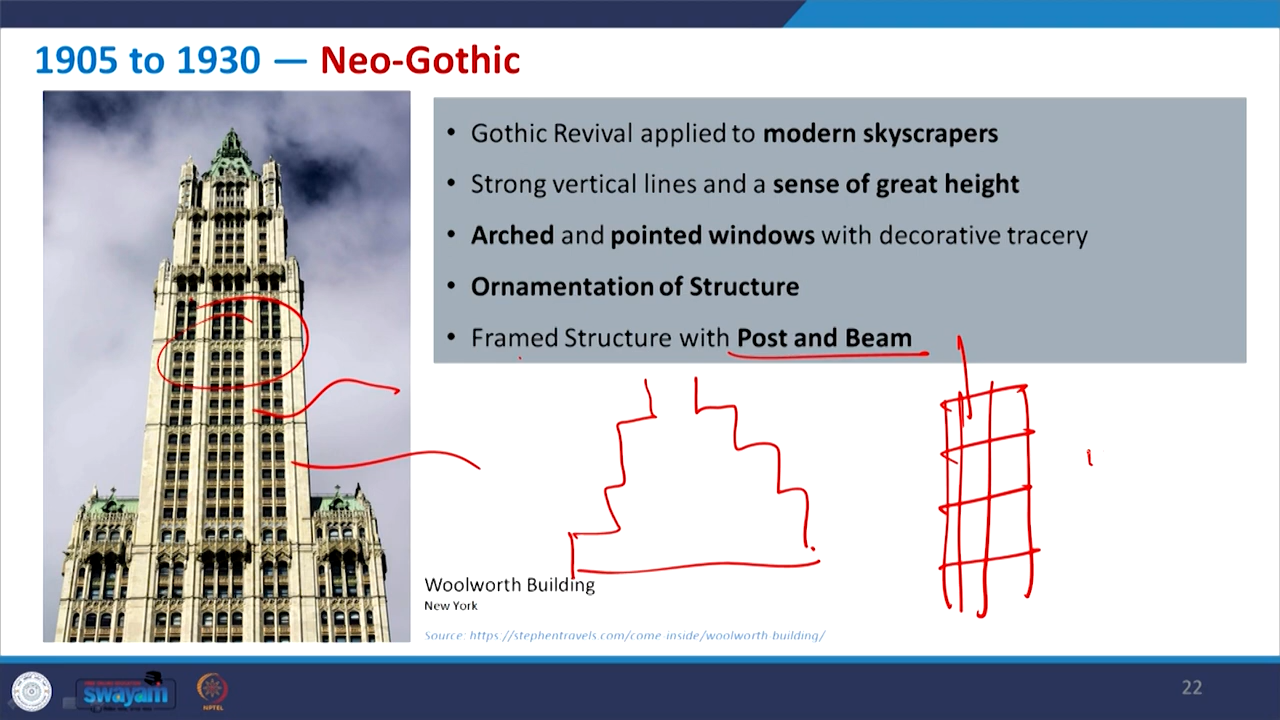 1905 to 1930 — Neo-Gothic
• Gothic Revival applied to modern skyscrapers
• Strong vertical lines and a sense of great height
• Arched and pointed windows with decorative tracery
• Ornamentation of Structure
• Framed Structure with Post and Beam
Woolworth Building
New York
Source: https://stephentravels.com/come-inside/woolworth-building/
swayam
NPTEL
22